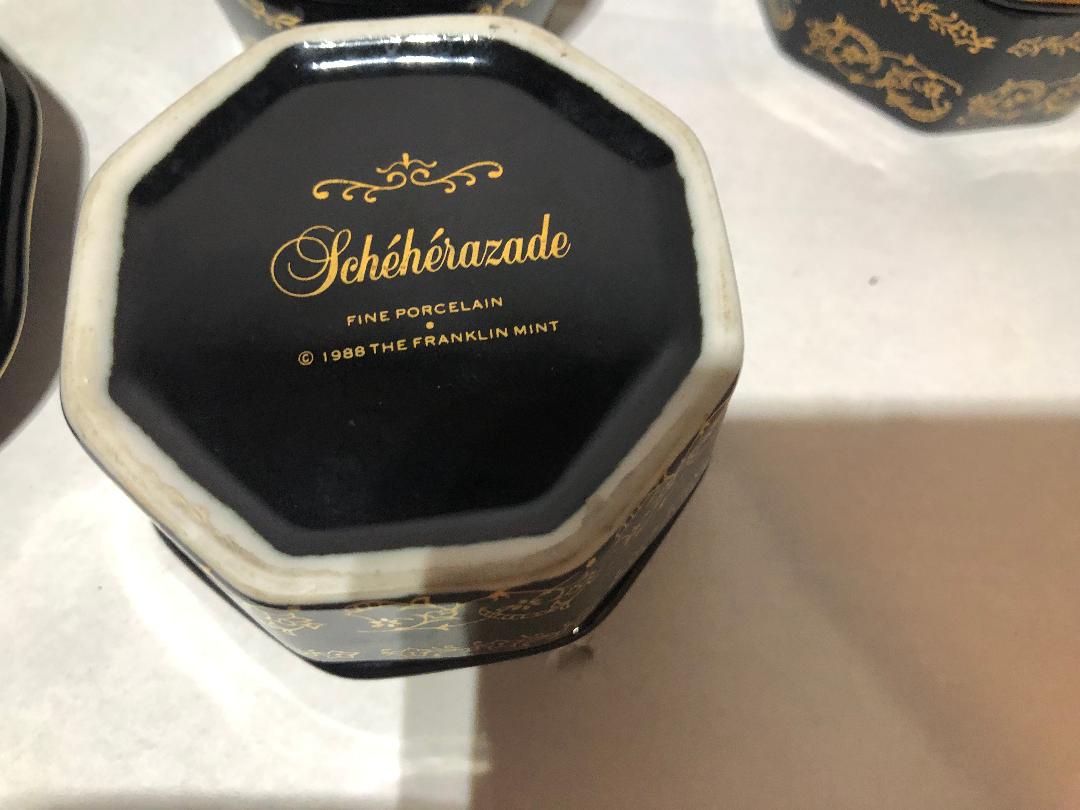 Schéhérazade
FINE PORCELAIN
•
© 1988 THE FRANKLIN MINT